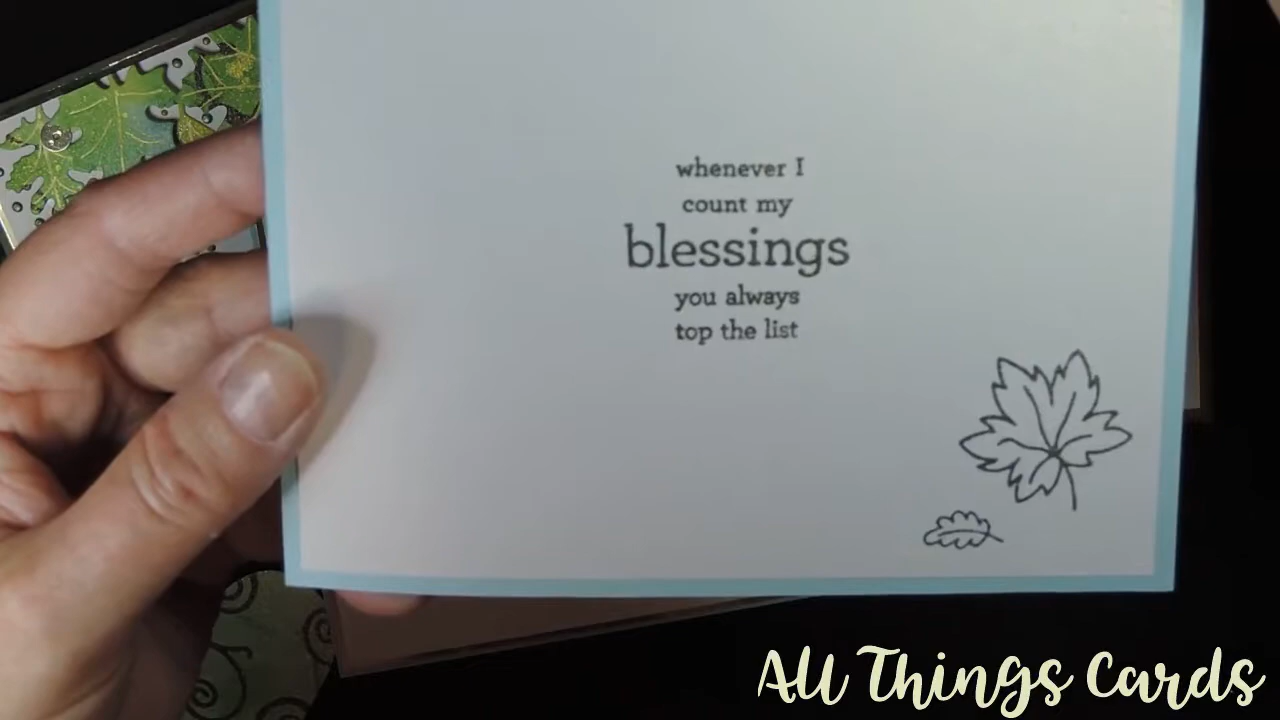 whenever I
count my
blessings
you always
top the list
All Things Cards